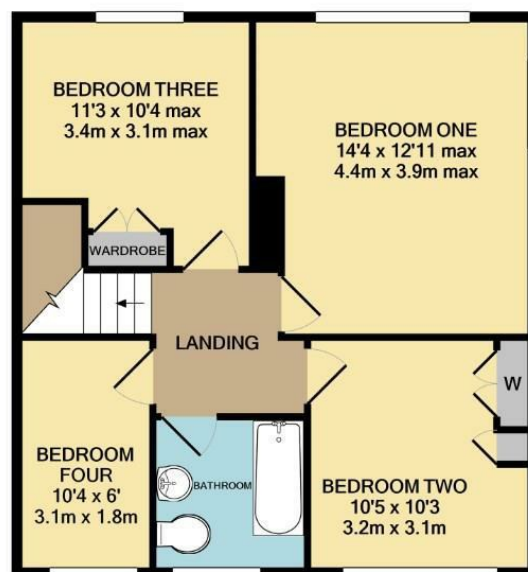 BEDROOM THREE
11'3 x 10'4 max
3.4m x 3.1m max
BEDROOM ONE
14'4 x 12'11 max
4.4m x 3.9m max
WARDROBE
LANDING
W
BEDROOM
FOUR
10'4 x 6'
3.1m x 1.8m
BATHROOM
BEDROOM TWO
10'5 x 10'3
3.2m x 3.1m